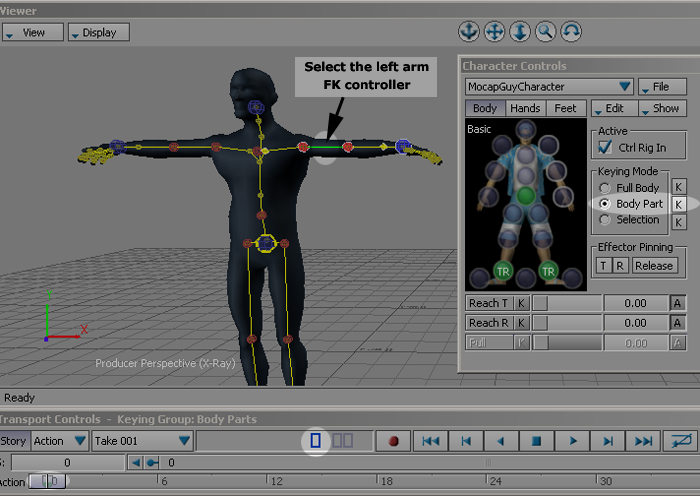 Viewer
View Display
Select the left arm
FK controller
Producer Perspective (X-Ray)
X
Character Controls
MocapGuyCharacter File
Body Hands Feet Edit Show
Basic
Active
Ctrl Rig In
Keying Mode
Full Body K
Body Part K
Selection K
Effector Pinning
T R Release
TR TR
Reach T K 0.00 A
Reach R K 0.00 A
Pull K 0.00 A
Ready
Transport Controls - Keying Group: Body Parts
Story Action Take 001
S: 0 0
Action 0 6 12 18 24 30